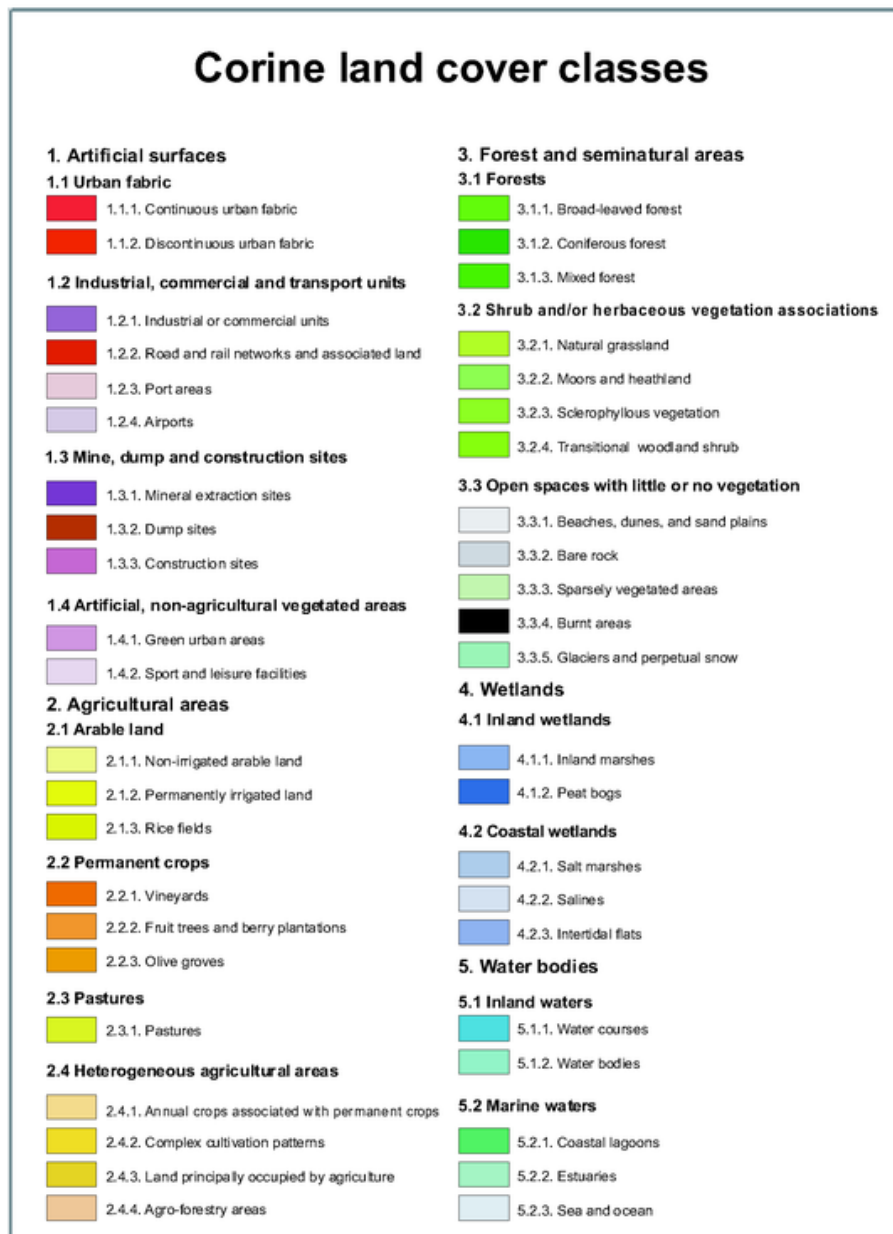 Corine land cover classes
1. Artificial surfaces
1.1 Urban fabric
1.1.1. Continuous urban fabric
1.1.2. Discontinuous urban fabric
1.2 Industrial, commercial and transport units
1.2.1. Industrial or commercial units
1.2.2. Road and rail networks and associated land
1.2.3. Port areas
1.2.4. Airports
1.3 Mine, dump and construction sites
1.3.1. Mineral extraction sites
1.3.2. Dump sites
1.3.3. Construction sites
1.4 Artificial, non-agricultural vegetated areas
1.4.1. Green urban areas
1.4.2. Sport and leisure facilities
2. Agricultural areas
2.1 Arable land
2.1.1. Non-irrigated arable land
2.1.2. Permanently irrigated land
2.1.3. Rice fields
2.2 Permanent crops
2.2.1. Vineyards
2.2.2. Fruit trees and berry plantations
2.2.3. Olive groves
2.3 Pastures
2.3.1. Pastures
2.4 Heterogeneous agricultural areas
2.4.1. Annual crops associated with permanent crops
2.4.2. Complex cultivation patterns
2.4.3. Land principally occupied by agriculture
2.4.4. Agro-forestry areas
3. Forest and seminatural areas
3.1 Forests
3.1.1. Broad-leaved forest
3.1.2. Coniferous forest
3.1.3. Mixed forest
3.2 Shrub and/or herbaceous vegetation associations
3.2.1. Natural grassland
3.2.2. Moors and heathland
3.2.3. Sclerophyllous vegetation
3.2.4. Transitional woodland shrub
3.3 Open spaces with little or no vegetation
3.3.1. Beaches, dunes, and sand plains
3.3.2. Bare rock
3.3.3. Sparsely vegetated areas
3.3.4. Burnt areas
3.3.5. Glaciers and perpetual snow
4. Wetlands
4.1 Inland wetlands
4.1.1. Inland marshes
4.1.2. Peat bogs
4.2 Coastal wetlands
4.2.1. Salt marshes
4.2.2. Salines
4.2.3. Intertidal flats
5. Water bodies
5.1 Inland waters
5.1.1. Water courses
5.1.2. Water bodies
5.2 Marine waters
5.2.1. Coastal lagoons
5.2.2. Estuaries
5.2.3. Sea and ocean